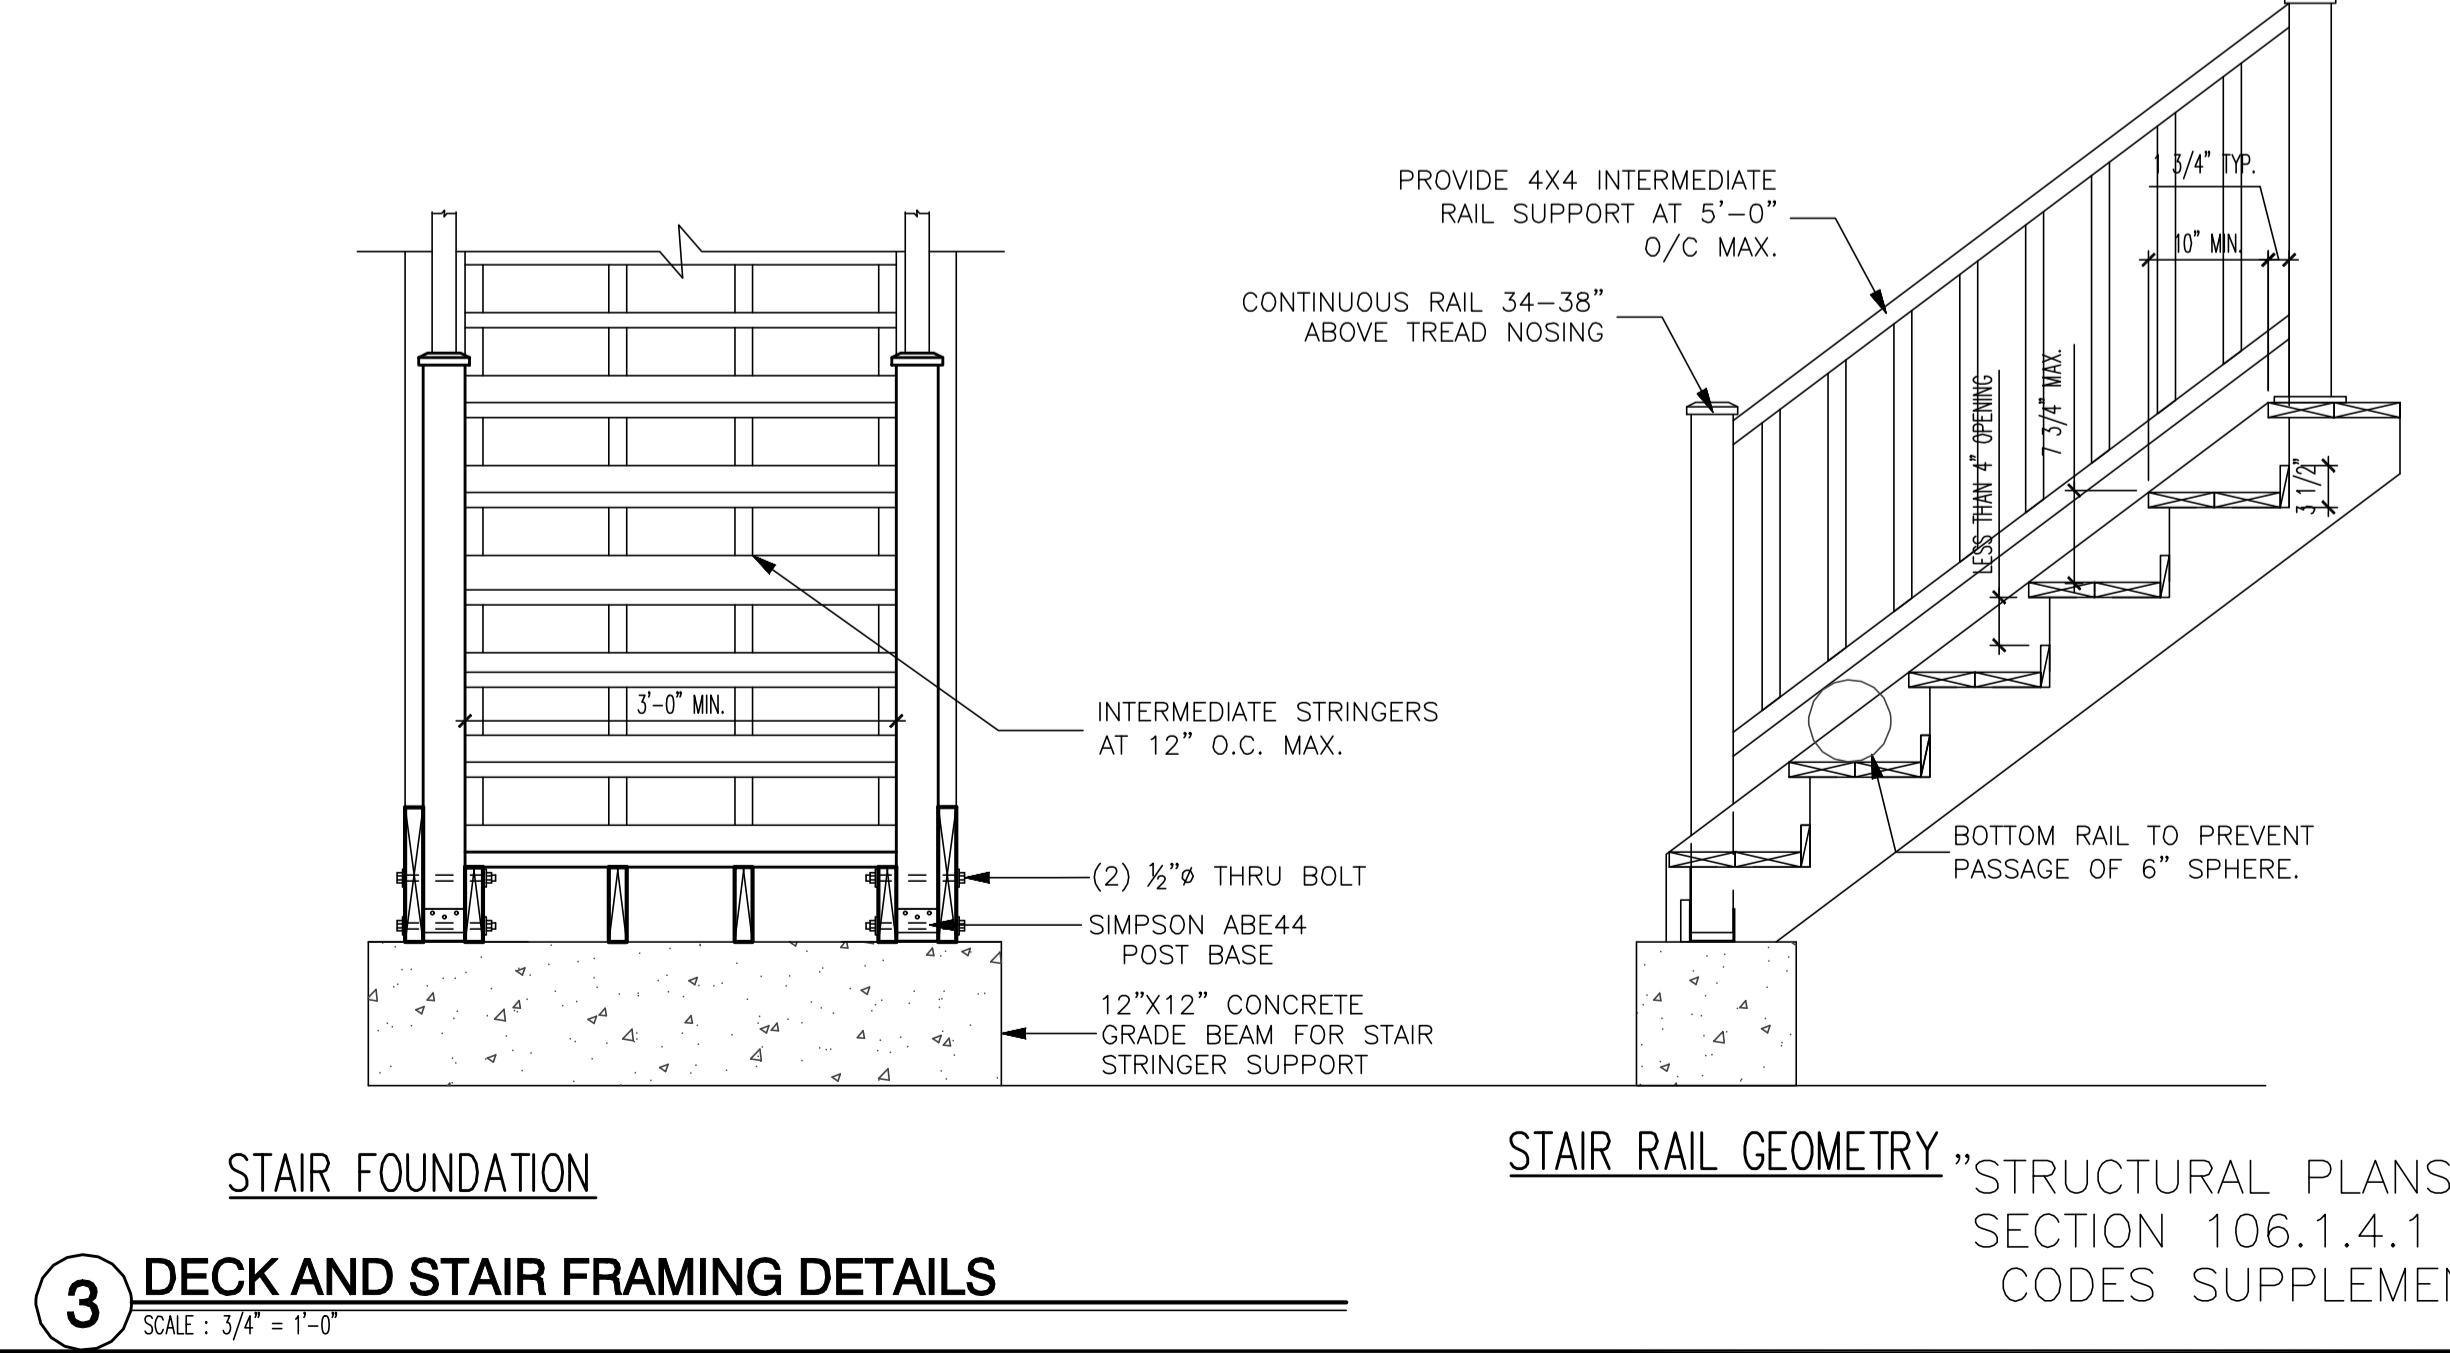 PROVIDE 4X4 INTERMEDIATE
RAIL SUPPORT AT 5'-0"
O/C MAX.
CONTINUOUS RAIL 34-38"
ABOVE TREAD NOSING
1 3/4" TYP.
10" MIN.
LESS THAN 4" OPENING
7 3/4" MAX.
3 1/2"
3'-0" MIN.
INTERMEDIATE STRINGERS
AT 12" O.C. MAX.
(2) ½"ø THRU BOLT
SIMPSON ABE44
POST BASE
12"X12" CONCRETE
GRADE BEAM FOR STAIR
STRINGER SUPPORT
BOTTOM RAIL TO PREVENT
PASSAGE OF 6" SPHERE.
STAIR FOUNDATION
STAIR RAIL GEOMETRY
"STRUCTURAL PLANS
SECTION 106.1.4.1
CODES SUPPLEMEN
3 DECK AND STAIR FRAMING DETAILS
SCALE : 3/4" = 1'-0"